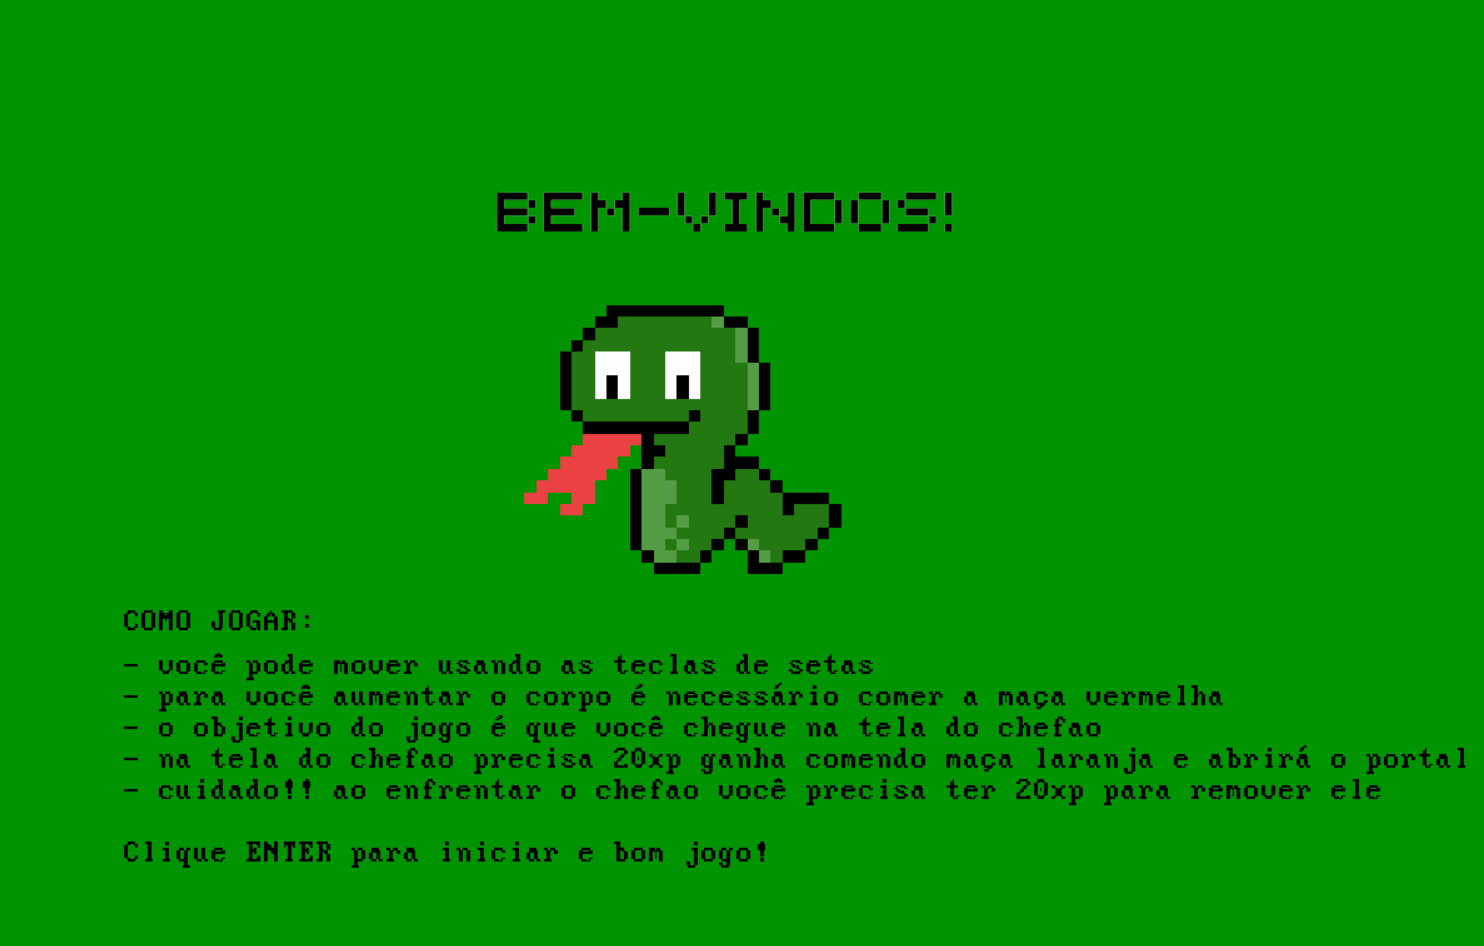 BEM-VINDOS!
COMO JOGAR:
- você pode mover usando as teclas de setas
- para você aumentar o corpo é necessário comer a maça vermelha
- o objetivo do jogo é que você chegue na tela do chefao
- na tela do chefao precisa 20xp ganha comendo maça laranja e abrirá o portal
- cuidado!! ao enfrentar o chefao você precisa ter 20xp para remover ele
Clique ENTER para iniciar e bom jogo!